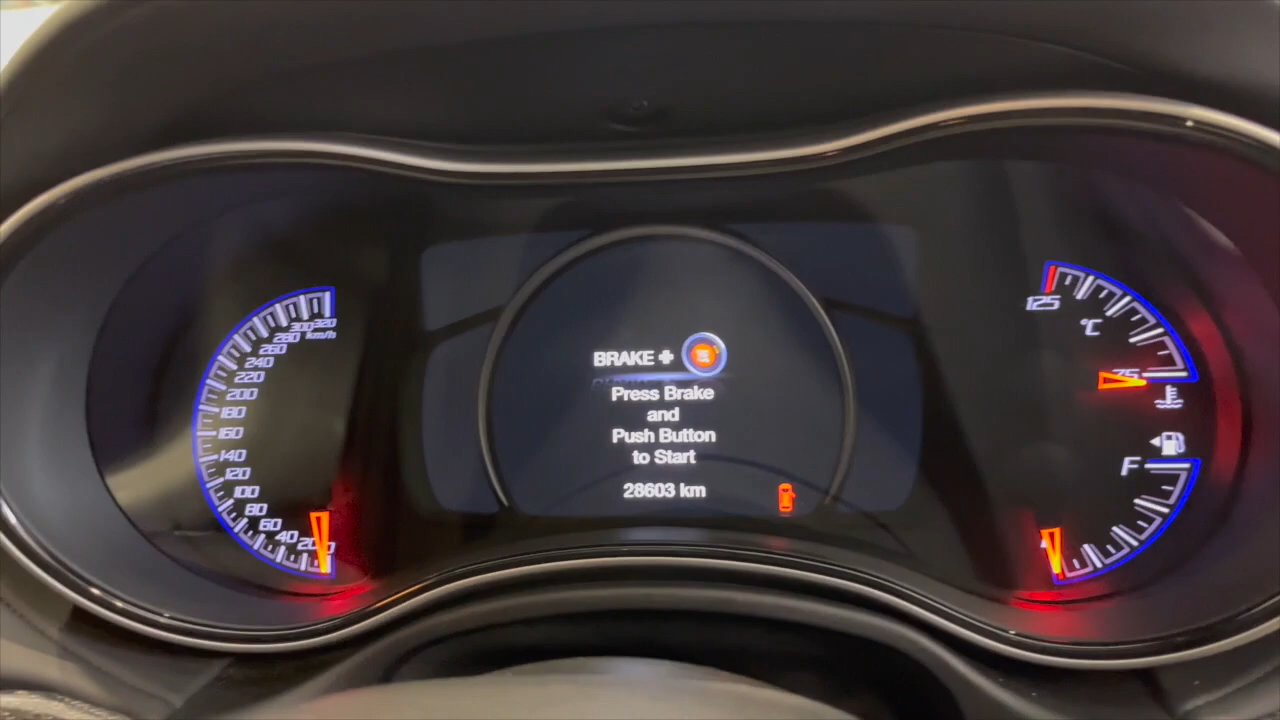 320
300
280
km/h
260
240
220
200
180
160
140
120
100
80
60
40
20
BRAKE +
Press Brake
and
Push Button
to Start
28603 km
125
°C
75
F